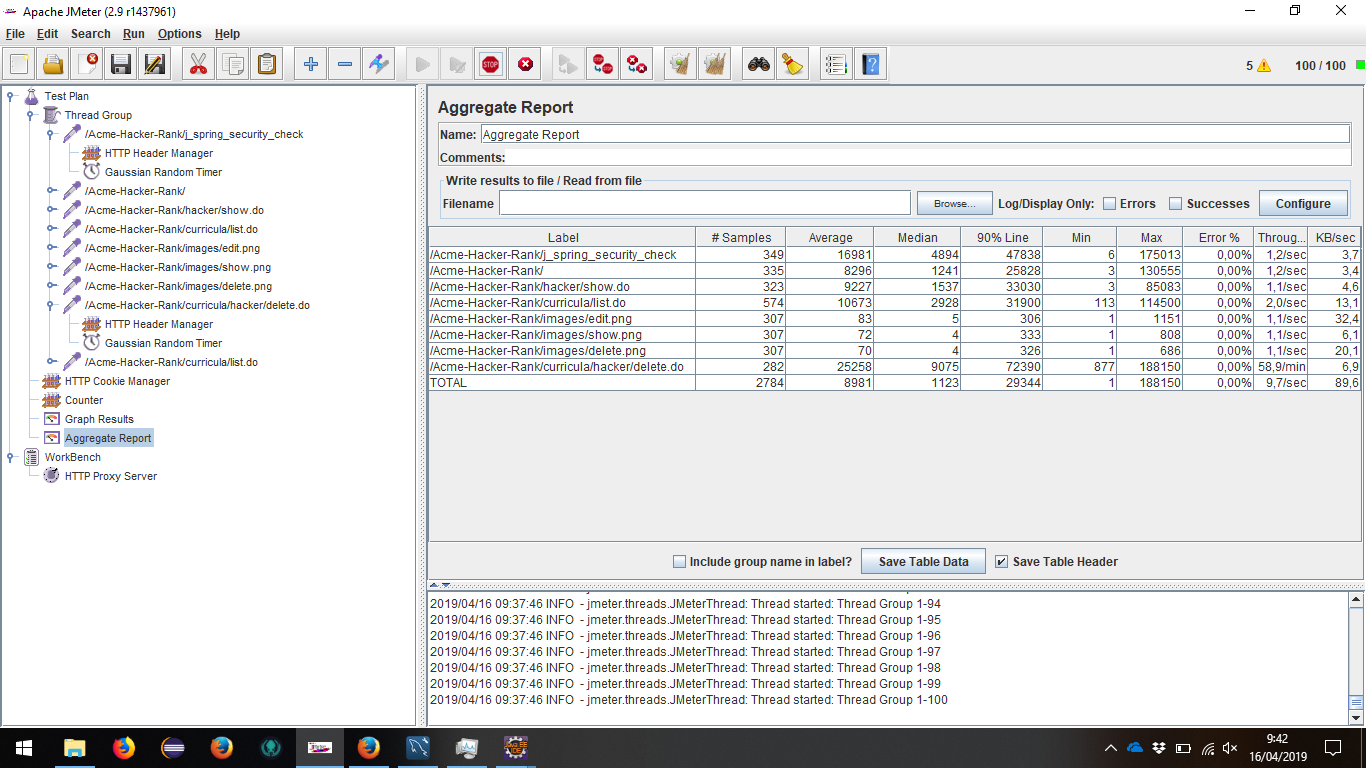 Apache JMeter (2.9 r1437961)
File Edit Search Run Options Help
STOP STOP 5 100 / 100
Test Plan
Thread Group
/Acme-Hacker-Rank/j_spring_security_check
HTTP Header Manager
Gaussian Random Timer
/Acme-Hacker-Rank/
/Acme-Hacker-Rank/hacker/show.do
/Acme-Hacker-Rank/curricula/list.do
/Acme-Hacker-Rank/images/edit.png
/Acme-Hacker-Rank/images/show.png
/Acme-Hacker-Rank/images/delete.png
/Acme-Hacker-Rank/curricula/hacker/delete.do
HTTP Header Manager
Gaussian Random Timer
/Acme-Hacker-Rank/curricula/list.do
HTTP Cookie Manager
Counter
Graph Results
Aggregate Report
WorkBench
HTTP Proxy Server
Aggregate Report
Name: Aggregate Report
Comments:
Write results to file / Read from file
Filename Browse... Log/Display Only: Errors Successes Configure
Label # Samples Average Median 90% Line Min Max Error % Throug... KB/sec
/Acme-Hacker-Rank/j_spring_security_check 349 16981 4894 47838 6 175013 0,00% 1,2/sec 3,7
/Acme-Hacker-Rank/ 335 8296 1241 25828 3 130555 0,00% 1,2/sec 3,4
/Acme-Hacker-Rank/hacker/show.do 323 9227 1537 33030 3 85083 0,00% 1,1/sec 4,6
/Acme-Hacker-Rank/curricula/list.do 574 10673 2928 31900 113 114500 0,00% 2,0/sec 13,1
/Acme-Hacker-Rank/images/edit.png 307 83 5 306 1 1151 0,00% 1,1/sec 32,4
/Acme-Hacker-Rank/images/show.png 307 72 4 333 1 808 0,00% 1,1/sec 6,1
/Acme-Hacker-Rank/images/delete.png 307 70 4 326 1 686 0,00% 1,1/sec 20,1
/Acme-Hacker-Rank/curricula/hacker/delete.do 282 25258 9075 72390 877 188150 0,00% 58,9/min 6,9
TOTAL 2784 8981 1123 29344 1 188150 0,00% 9,7/sec 89,6
Include group name in label? Save Table Data Save Table Header
2019/04/16 09:37:46 INFO - jmeter.threads.JMeterThread: Thread started: Thread Group 1-94
2019/04/16 09:37:46 INFO - jmeter.threads.JMeterThread: Thread started: Thread Group 1-95
2019/04/16 09:37:46 INFO - jmeter.threads.JMeterThread: Thread started: Thread Group 1-96
2019/04/16 09:37:46 INFO - jmeter.threads.JMeterThread: Thread started: Thread Group 1-97
2019/04/16 09:37:46 INFO - jmeter.threads.JMeterThread: Thread started: Thread Group 1-98
2019/04/16 09:37:46 INFO - jmeter.threads.JMeterThread: Thread started: Thread Group 1-99
2019/04/16 09:37:46 INFO - jmeter.threads.JMeterThread: Thread started: Thread Group 1-100
9:42
16/04/2019